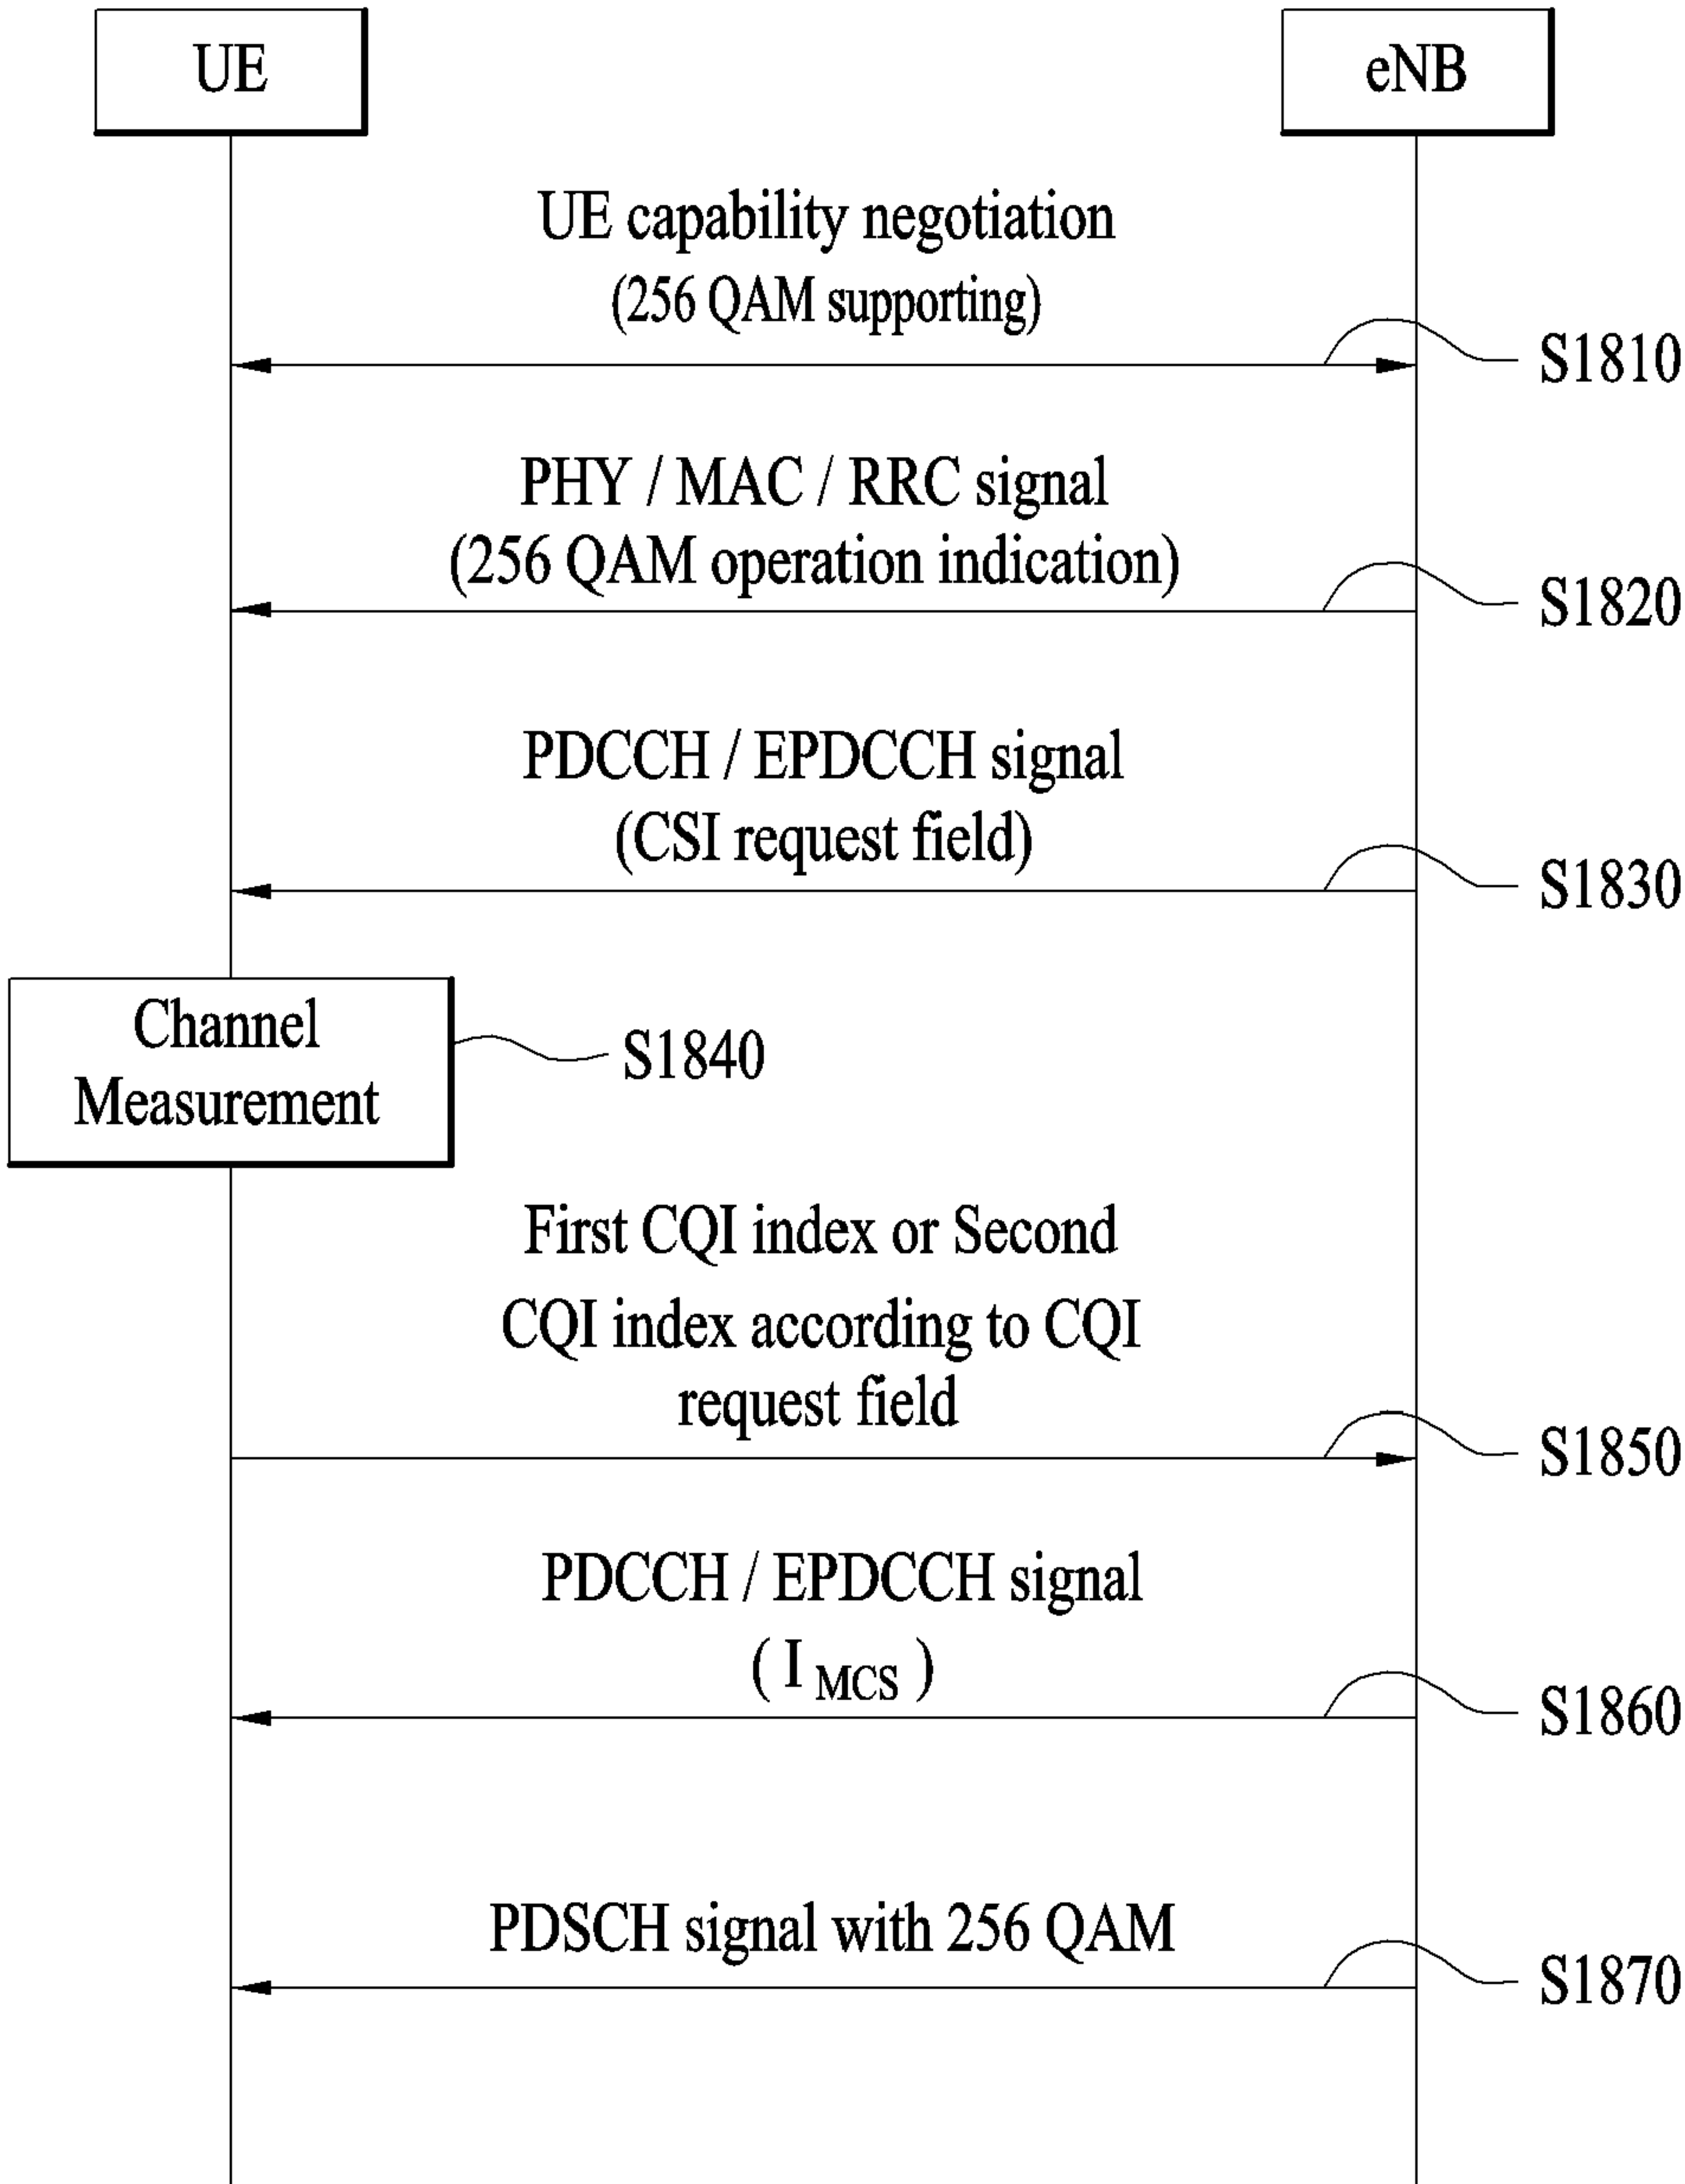 UE
eNB
UE capability negotiation
(256 QAM supporting)
S1810
PHY / MAC / RRC signal
(256 QAM operation indication)
S1820
PDCCH / EPDCCH signal
(CSI request field)
S1830
Channel
Measurement
S1840
First CQI index or Second
CQI index according to CQI
request field
S1850
PDCCH / EPDCCH signal
( I MCS )
S1860
PDSCH signal with 256 QAM
S1870